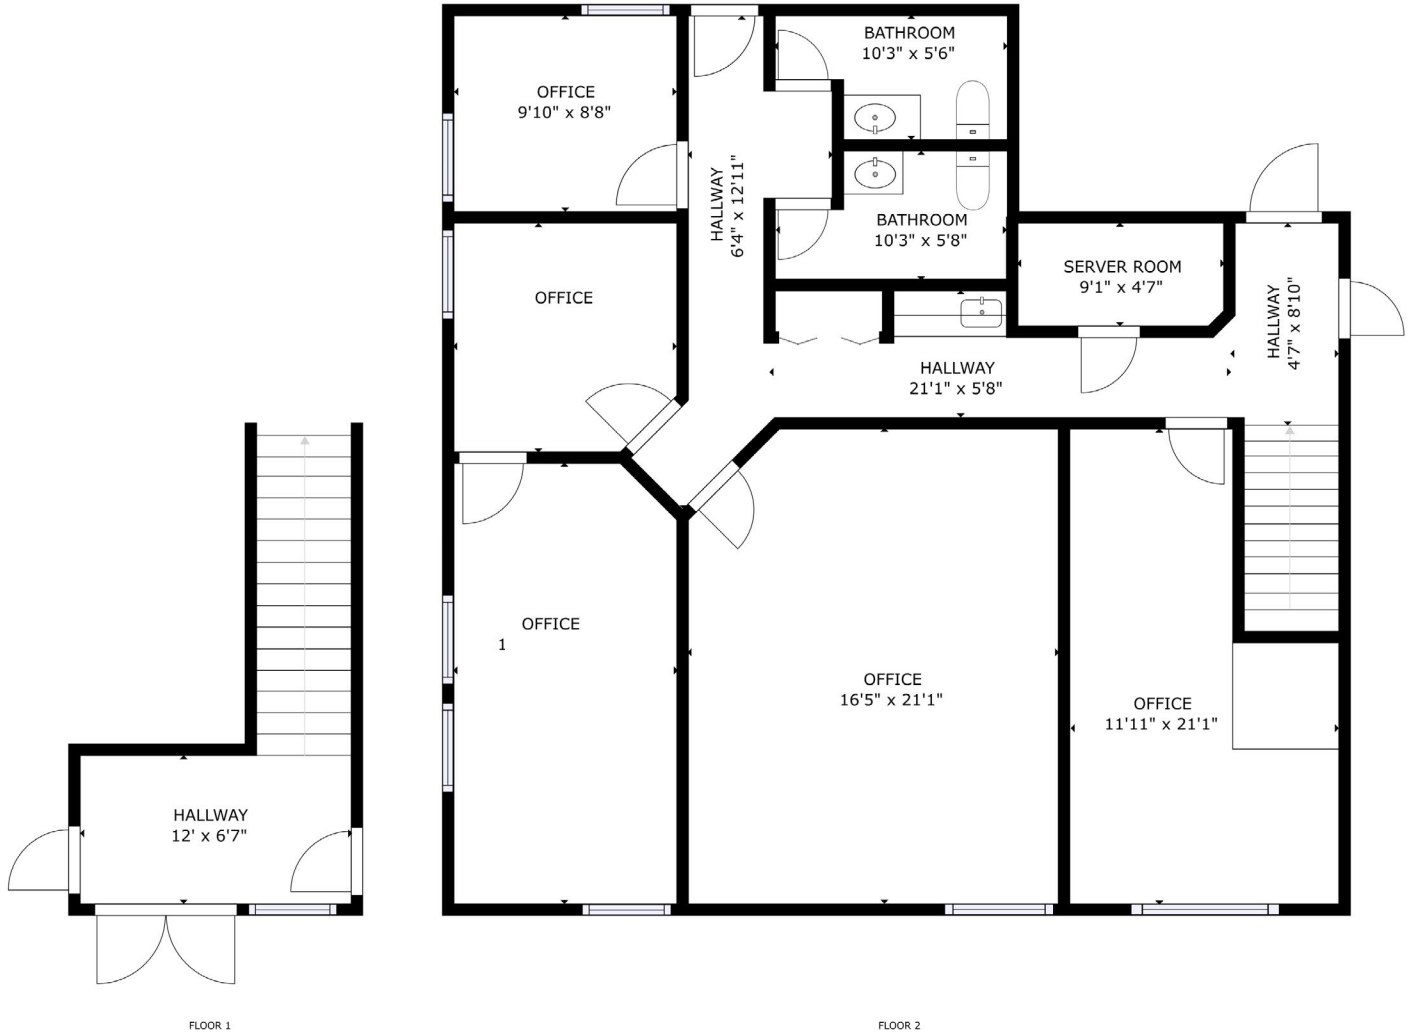 BATHROOM
10'3" x 5'6"
OFFICE
9'10" x 8'8"
HALLWAY
6'4" x 12'11"
BATHROOM
10'3" x 5'8"
SERVER ROOM
9'1" x 4'7"
OFFICE
HALLWAY
4'7" x 8'10"
HALLWAY
21'1" x 5'8"
OFFICE
1
OFFICE
16'5" x 21'1"
OFFICE
11'11" x 21'1"
HALLWAY
12' x 6'7"
FLOOR 1
FLOOR 2